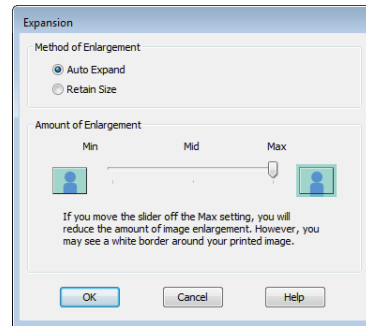 Expansion
Method of Enlargement
Auto Expand
Retain Size
Amount of Enlargement
Min Mid Max
If you move the slider off the Max setting, you will
reduce the amount of image enlargement. However, you
may see a white border around your printed image.
OK Cancel Help